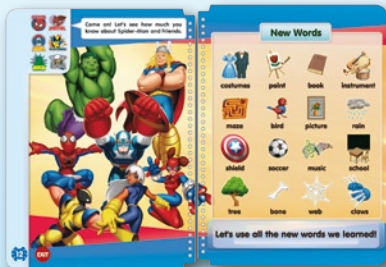 Come on! Let's see how much you
know about Spider-Man and friends.
12
EXIT
New Words
costumes paint book instrument
maze bird picture rain
shield soccer music school
tree bone web claws
Let's use all the new words we learned!